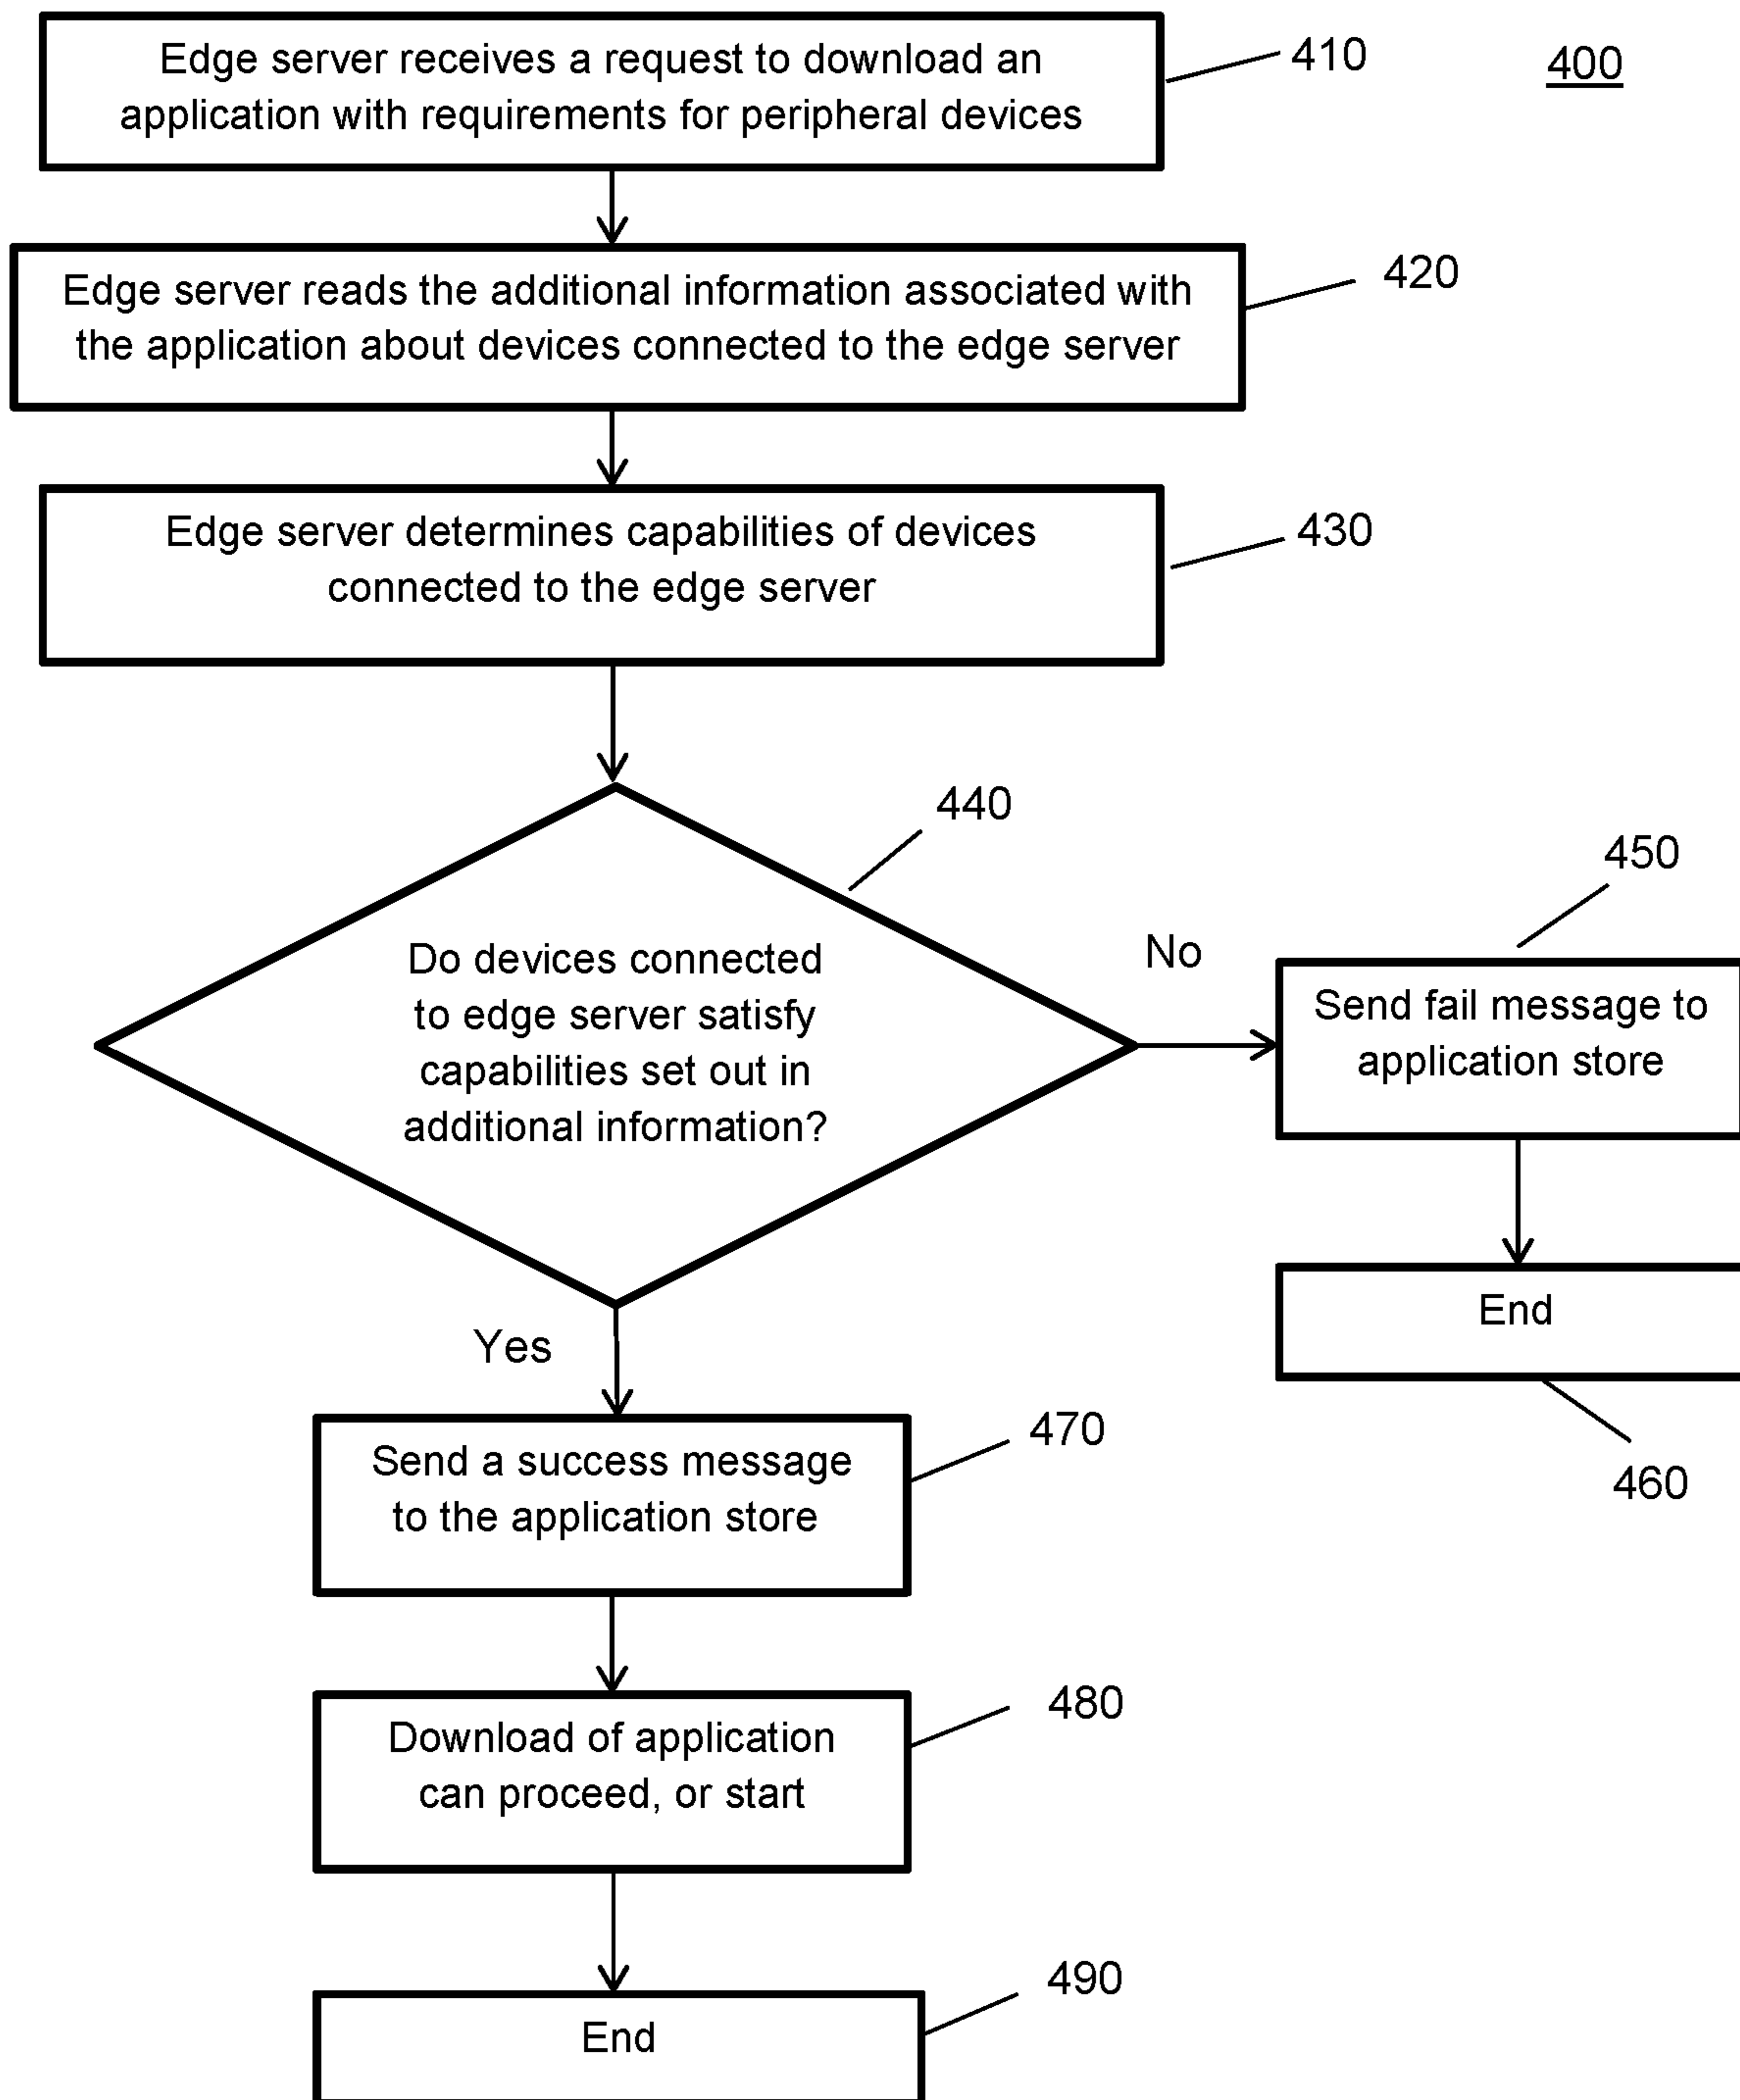 Edge server receives a request to download an
application with requirements for peripheral devices
410
400
Edge server reads the additional information associated with
the application about devices connected to the edge server
420
Edge server determines capabilities of devices
connected to the edge server
430
440
Do devices connected
to edge server satisfy
capabilities set out in
additional information?
No
450
Send fail message to
application store
End
460
Yes
Send a success message
to the application store
470
Download of application
can proceed, or start
480
End
490